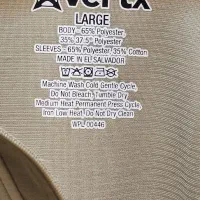 Vertx
LARGE
BODY - 65% Polyester
35% 37.5® Polyester
SLEEVES - 65% Polyester, 35% Cotton
MADE IN EL SALVADOR
Machine Wash Cold Gentle Cycle,
Do Not Bleach, Tumble Dry
Medium Heat Permanent Press Cycle,
Iron Low Heat, Do Not Dry Clean
WPL 00446